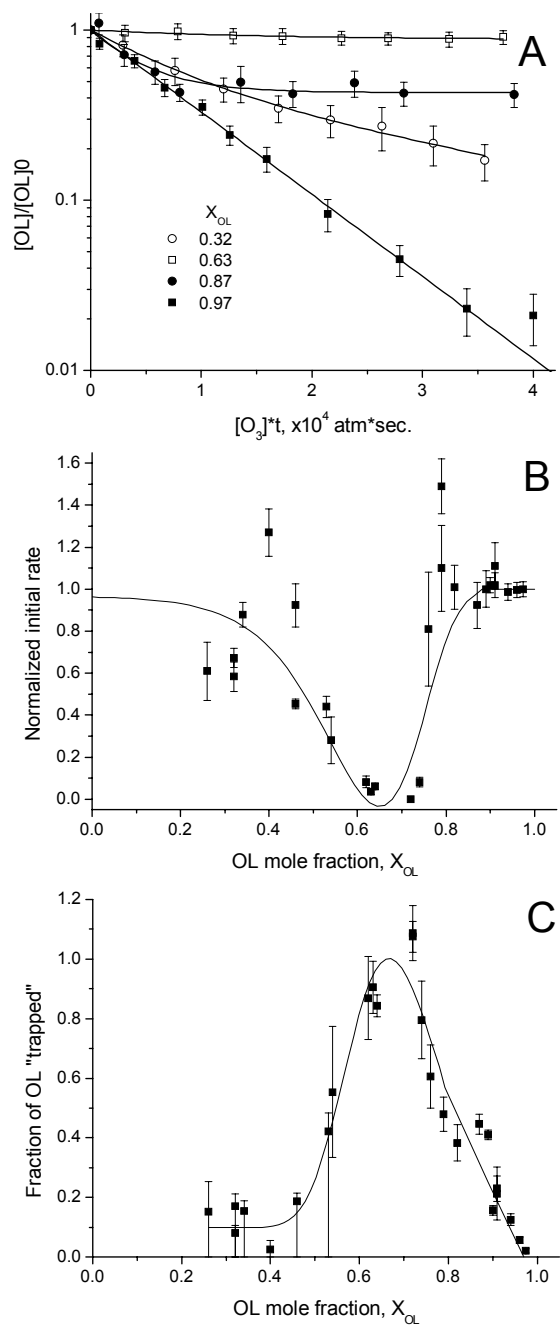 A
1
0.1
0.01
[OL]/[OL]0
X_OL
0.32
0.63
0.87
0.97
0 1 2 3 4
[O₃]*t, x10⁴ atm*sec.
B
1.6
1.4
1.2
1.0
0.8
0.6
0.4
0.2
0.0
Normalized initial rate
0.0 0.2 0.4 0.6 0.8 1.0
OL mole fraction, X_OL
C
1.2
1.0
0.8
0.6
0.4
0.2
0.0
Fraction of OL "trapped"
0.0 0.2 0.4 0.6 0.8 1.0
OL mole fraction, X_OL